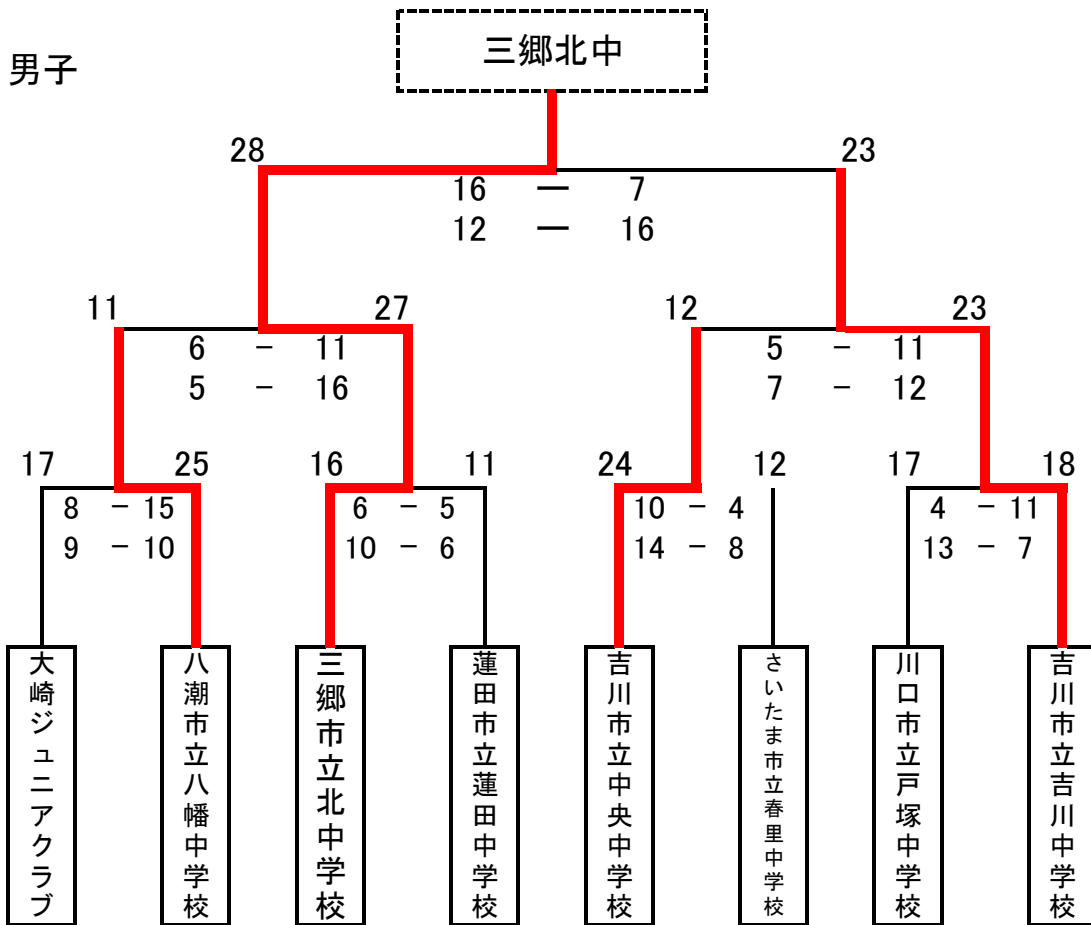 三郷北中
男子
28 23
16 ー 7
12 ー 16
11 27 12 23
6 - 11 5 - 11
5 - 16 7 - 12
17 25 16 11 24 12 17 18
8 - 15 6 - 5 10 - 4 4 - 11
9 - 10 10 - 6 14 - 8 13 - 7
大崎ジュニアクラブ
八潮市立八幡中学校
三郷市立北中学校
蓮田市立蓮田中学校
吉川市立中央中学校
さいたま市立春里中学校
川口市立戸塚中学校
吉川市立吉川中学校